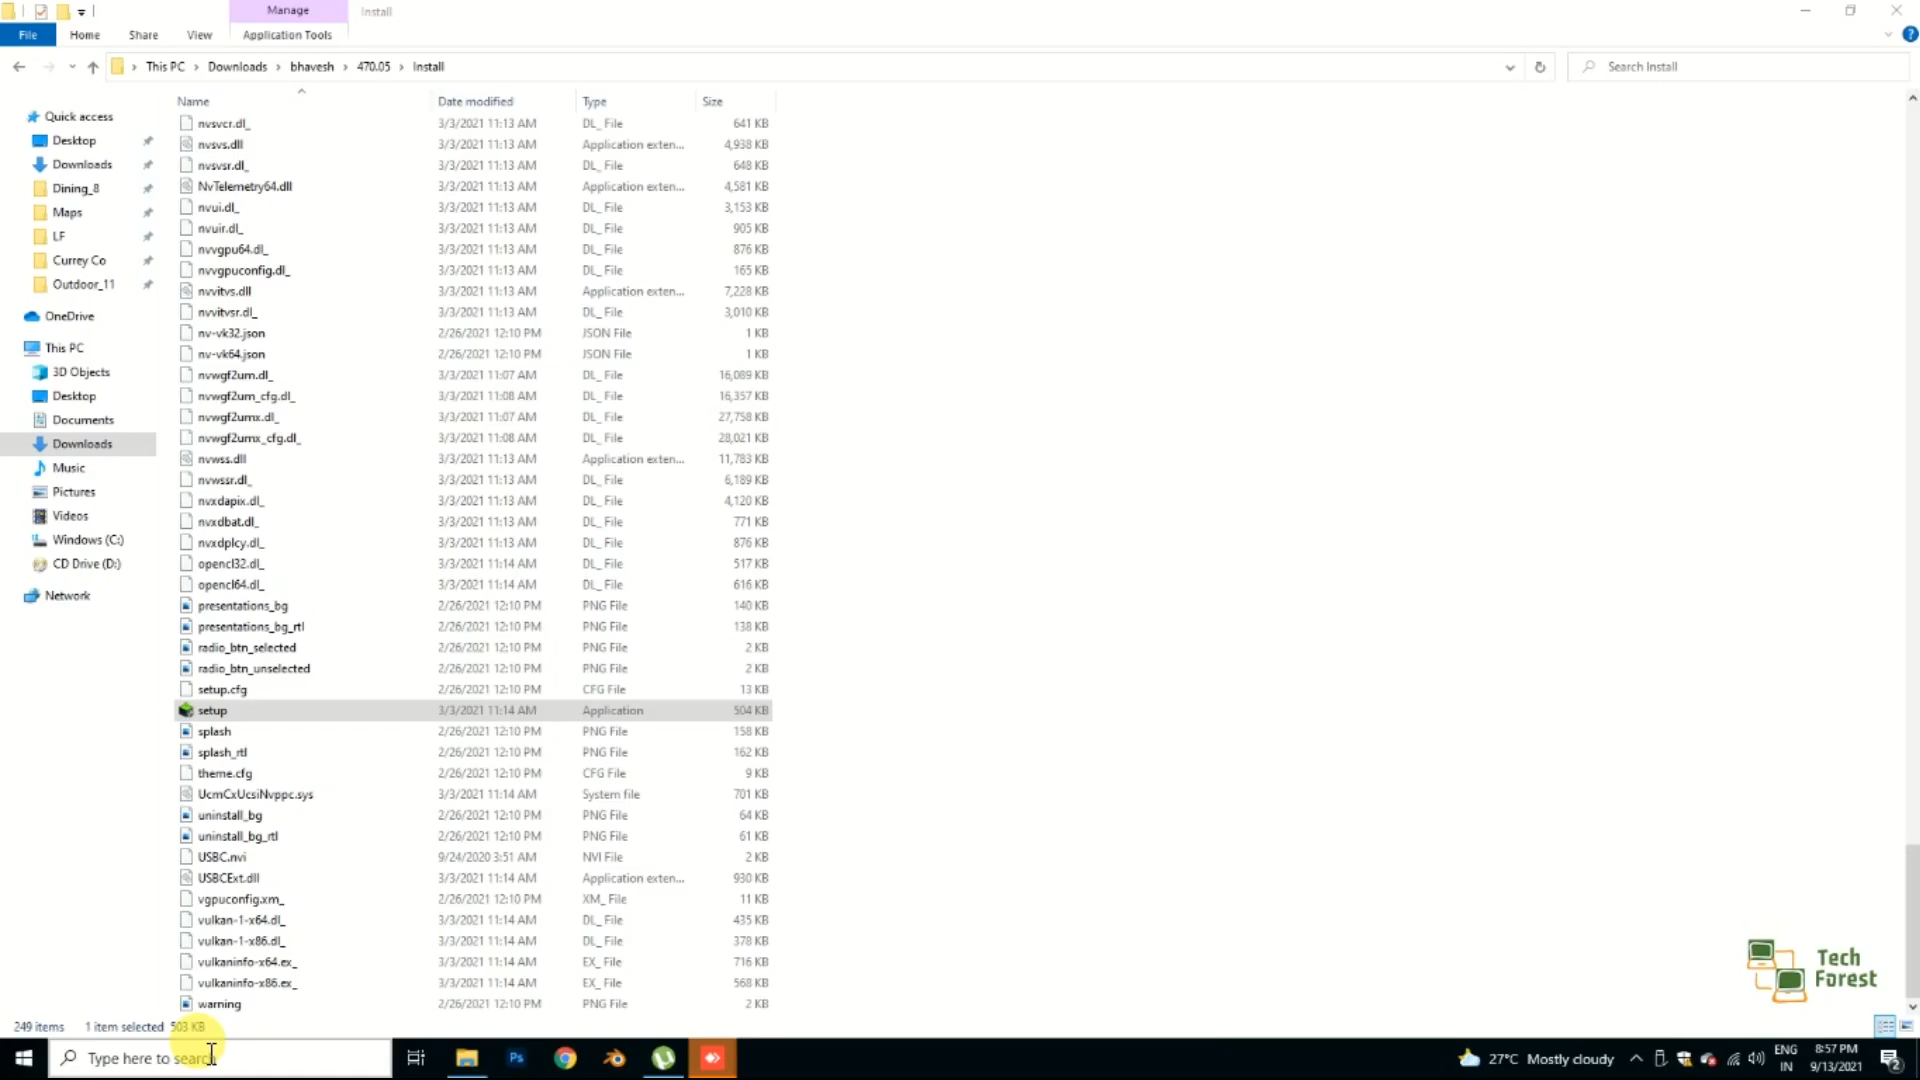 Manage Install
File Home Share View Application Tools
This PC > Downloads > bhavesh > 470.05 > Install
Search Install
Name Date modified Type Size
Quick access
Desktop
Downloads
Dining_8
Maps
LF
Currey Co
Outdoor_11
OneDrive
This PC
3D Objects
Desktop
Documents
Downloads
Music
Pictures
Videos
Windows (C:)
CD Drive (D:)
Network
nvsvcr.dl_ 3/3/2021 11:13 AM DL_ File 641 KB
nvsvs.dll 3/3/2021 11:13 AM Application exten... 4,938 KB
nvsvsr.dl_ 3/3/2021 11:13 AM DL_ File 648 KB
NvTelemetry64.dll 3/3/2021 11:13 AM Application exten... 4,581 KB
nvui.dl_ 3/3/2021 11:13 AM DL_ File 3,153 KB
nvuir.dl_ 3/3/2021 11:13 AM DL_ File 905 KB
nvvgpu64.dl_ 3/3/2021 11:13 AM DL_ File 876 KB
nvvgpuconfig.dl_ 3/3/2021 11:13 AM DL_ File 165 KB
nvvitvs.dll 3/3/2021 11:13 AM Application exten... 7,228 KB
nvvitvsr.dl_ 3/3/2021 11:13 AM DL_ File 3,010 KB
nv-vk32.json 2/26/2021 12:10 PM JSON File 1 KB
nv-vk64.json 2/26/2021 12:10 PM JSON File 1 KB
nvwgf2um.dl_ 3/3/2021 11:07 AM DL_ File 16,089 KB
nvwgf2um_cfg.dl_ 3/3/2021 11:08 AM DL_ File 16,357 KB
nvwgf2umx.dl_ 3/3/2021 11:07 AM DL_ File 27,758 KB
nvwgf2umx_cfg.dl_ 3/3/2021 11:08 AM DL_ File 28,021 KB
nvwss.dll 3/3/2021 11:13 AM Application exten... 11,783 KB
nvwssr.dl_ 3/3/2021 11:13 AM DL_ File 6,189 KB
nvxdapix.dl_ 3/3/2021 11:13 AM DL_ File 4,120 KB
nvxdbat.dl_ 3/3/2021 11:13 AM DL_ File 771 KB
nvxdplcy.dl_ 3/3/2021 11:13 AM DL_ File 876 KB
opencl32.dl_ 3/3/2021 11:14 AM DL_ File 517 KB
opencl64.dl_ 3/3/2021 11:14 AM DL_ File 616 KB
presentations_bg 2/26/2021 12:10 PM PNG File 140 KB
presentations_bg_rtl 2/26/2021 12:10 PM PNG File 138 KB
radio_btn_selected 2/26/2021 12:10 PM PNG File 2 KB
radio_btn_unselected 2/26/2021 12:10 PM PNG File 2 KB
setup.cfg 2/26/2021 12:10 PM CFG File 13 KB
setup 3/3/2021 11:14 AM Application 504 KB
splash 2/26/2021 12:10 PM PNG File 158 KB
splash_rtl 2/26/2021 12:10 PM PNG File 162 KB
theme.cfg 2/26/2021 12:10 PM CFG File 9 KB
UcmCxUcsiNvppc.sys 3/3/2021 11:14 AM System file 701 KB
uninstall_bg 2/26/2021 12:10 PM PNG File 64 KB
uninstall_bg_rtl 2/26/2021 12:10 PM PNG File 61 KB
USBC.nvi 9/24/2020 3:51 AM NVI File 2 KB
USBCExt.dll 3/3/2021 11:14 AM Application exten... 930 KB
vgpuconfig.xm_ 2/26/2021 12:10 PM XM_ File 11 KB
vulkan-1-x64.dl_ 3/3/2021 11:14 AM DL_ File 435 KB
vulkan-1-x86.dl_ 3/3/2021 11:14 AM DL_ File 378 KB
vulkaninfo-x64.ex_ 3/3/2021 11:14 AM EX_ File 716 KB
vulkaninfo-x86.ex_ 3/3/2021 11:14 AM EX_ File 568 KB
warning 2/26/2021 12:10 PM PNG File 2 KB
Tech
Forest
249 items 1 item selected 503 KB
Type here to search
Ps
27°C Mostly cloudy
ENG
IN
8:57 PM
9/13/2021
2